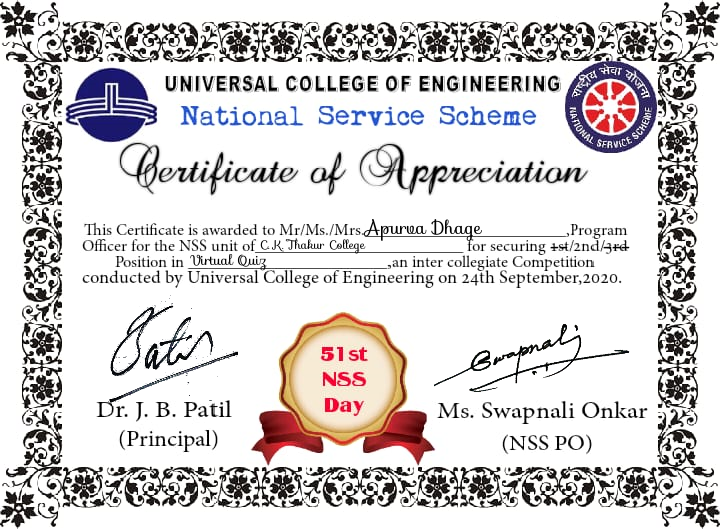 UNIVERSAL COLLEGE OF ENGINEERING
National Service Scheme
राष्ट्रीय सेवा योजना
NATIONAL SERVICE SCHEME
Certificate of Appreciation
This Certificate is awarded to Mr/Ms./Mrs.Apurva Dhage,Program
Officer for the NSS unit of C.K.Thakur College for securing 1st/2nd/3rd
Position in Virtual Quiz,an inter collegiate Competition
conducted by Universal College of Engineering on 24th September,2020.
Patil
Dr. J. B. Patil
(Principal)
51st
NSS
Day
Swapnali
Ms. Swapnali Onkar
(NSS PO)